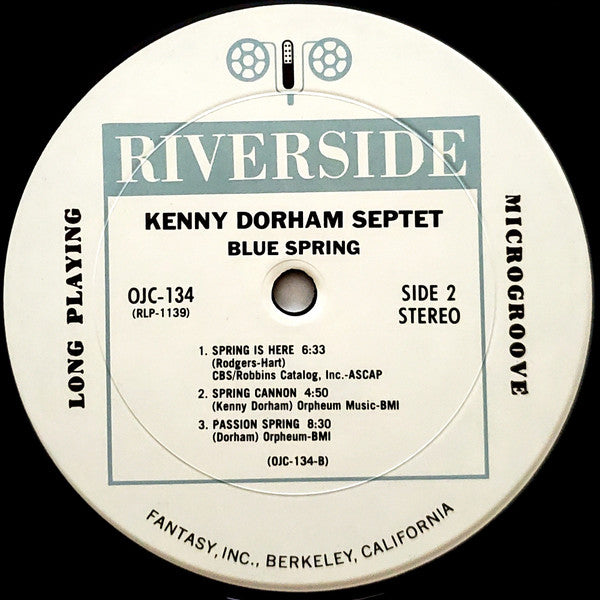 RIVERSIDE
KENNY DORHAM SEPTET
BLUE SPRING
LONG PLAYING
MICROGROOVE
OJC-134
(RLP-1139)
SIDE 2
STEREO
1. SPRING IS HERE 6:33
(Rodgers-Hart)
CBS/Robbins Catalog, Inc.-ASCAP
2. SPRING CANNON 4:50
(Kenny Dorham) Orpheum Music-BMI
3. PASSION SPRING 8:30
(Dorham) Orpheum-BMI
(OJC-134-B)
FANTASY, INC., BERKELEY, CALIFORNIA